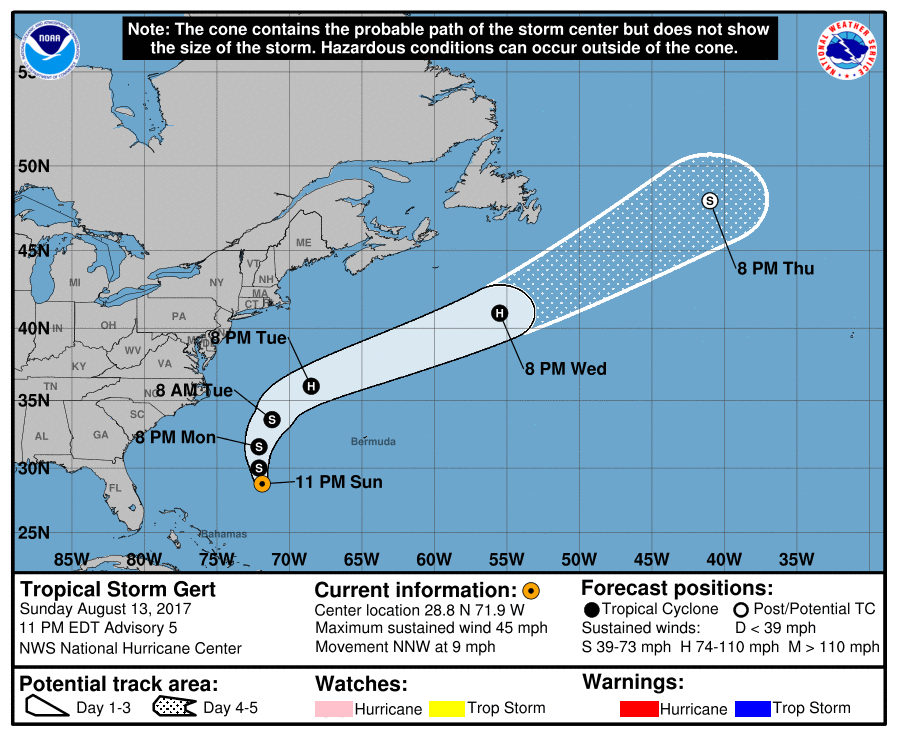 Note: The cone contains the probable path of the storm center but does not show
the size of the storm. Hazardous conditions can occur outside of the cone.
NOAA
NATIONAL WEATHER SERVICE
50N
45N
40N
35N
30N
25N
85W 80W 75W 70W 65W 60W 55W 50W 45W 40W 35W
ME
VT
NH
NY
MA
CT
MI
PA
OH
IN
WV
VA
KY
TN
NC
SC
AL
GA
FL
Bermuda
Bahamas
S
8 PM Thu
H
8 PM Wed
8 PM Tue
H
8 AM Tue
S
8 PM Mon
S
S
11 PM Sun
Tropical Storm Gert
Sunday August 13, 2017
11 PM EDT Advisory 5
NWS National Hurricane Center
Current information:
Center location 28.8 N 71.9 W
Maximum sustained wind 45 mph
Movement NNW at 9 mph
Forecast positions:
Tropical Cyclone Post/Potential TC
Sustained winds: D < 39 mph
S 39-73 mph H 74-110 mph M > 110 mph
Potential track area:
Day 1-3 Day 4-5
Watches:
Hurricane Trop Storm
Warnings:
Hurricane Trop Storm